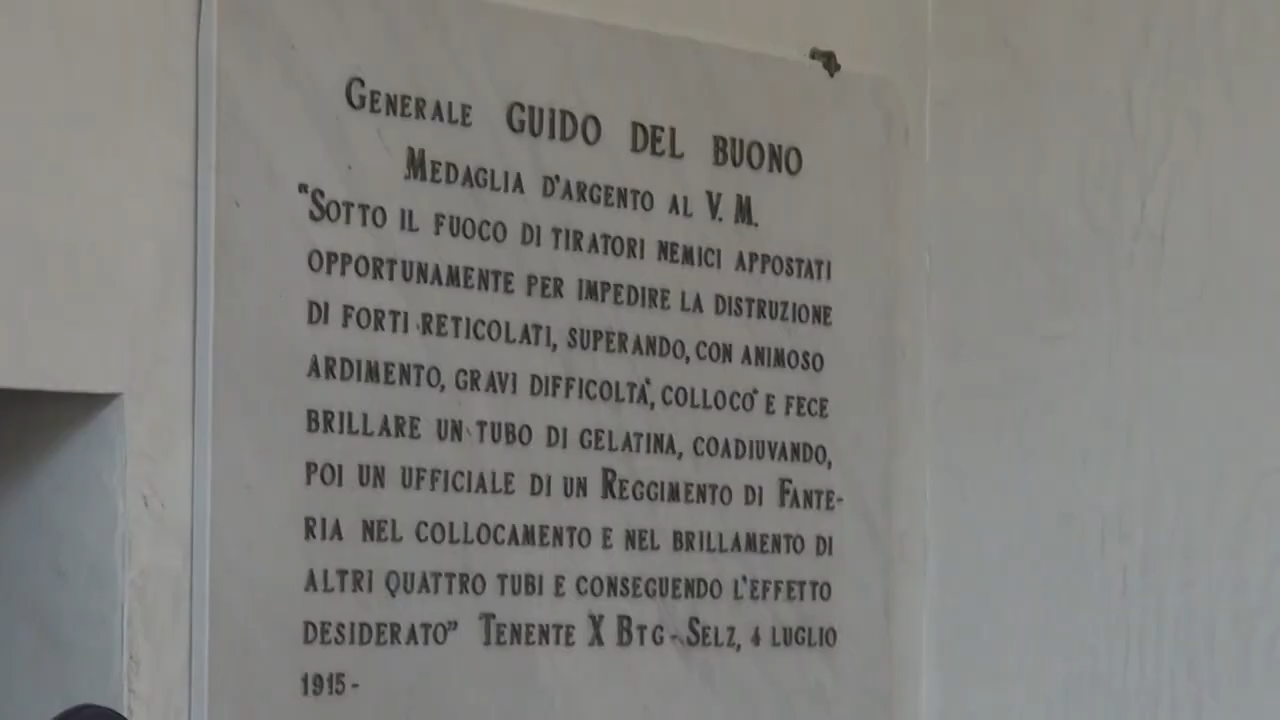 GENERALE GUIDO DEL BUONO
MEDAGLIA D'ARGENTO AL V. M.
"SOTTO IL FUOCO DI TIRATORI NEMICI APPOSTATI
OPPORTUNAMENTE PER IMPEDIRE LA DISTRUZIONE
DI FORTI RETICOLATI, SUPERANDO, CON ANIMOSO
ARDIMENTO, GRAVI DIFFICOLTÀ, COLLOCÒ E FECE
BRILLARE UN TUBO DI GELATINA, COADIUVANDO,
POI UN UFFICIALE DI UN REGGIMENTO DI FANTE-
RIA NEL COLLOCAMENTO E NEL BRILLAMENTO DI
ALTRI QUATTRO TUBI E CONSEGUENDO L'EFFETTO
DESIDERATO" TENENTE X BTG - SELZ, 4 LUGLIO
1915-